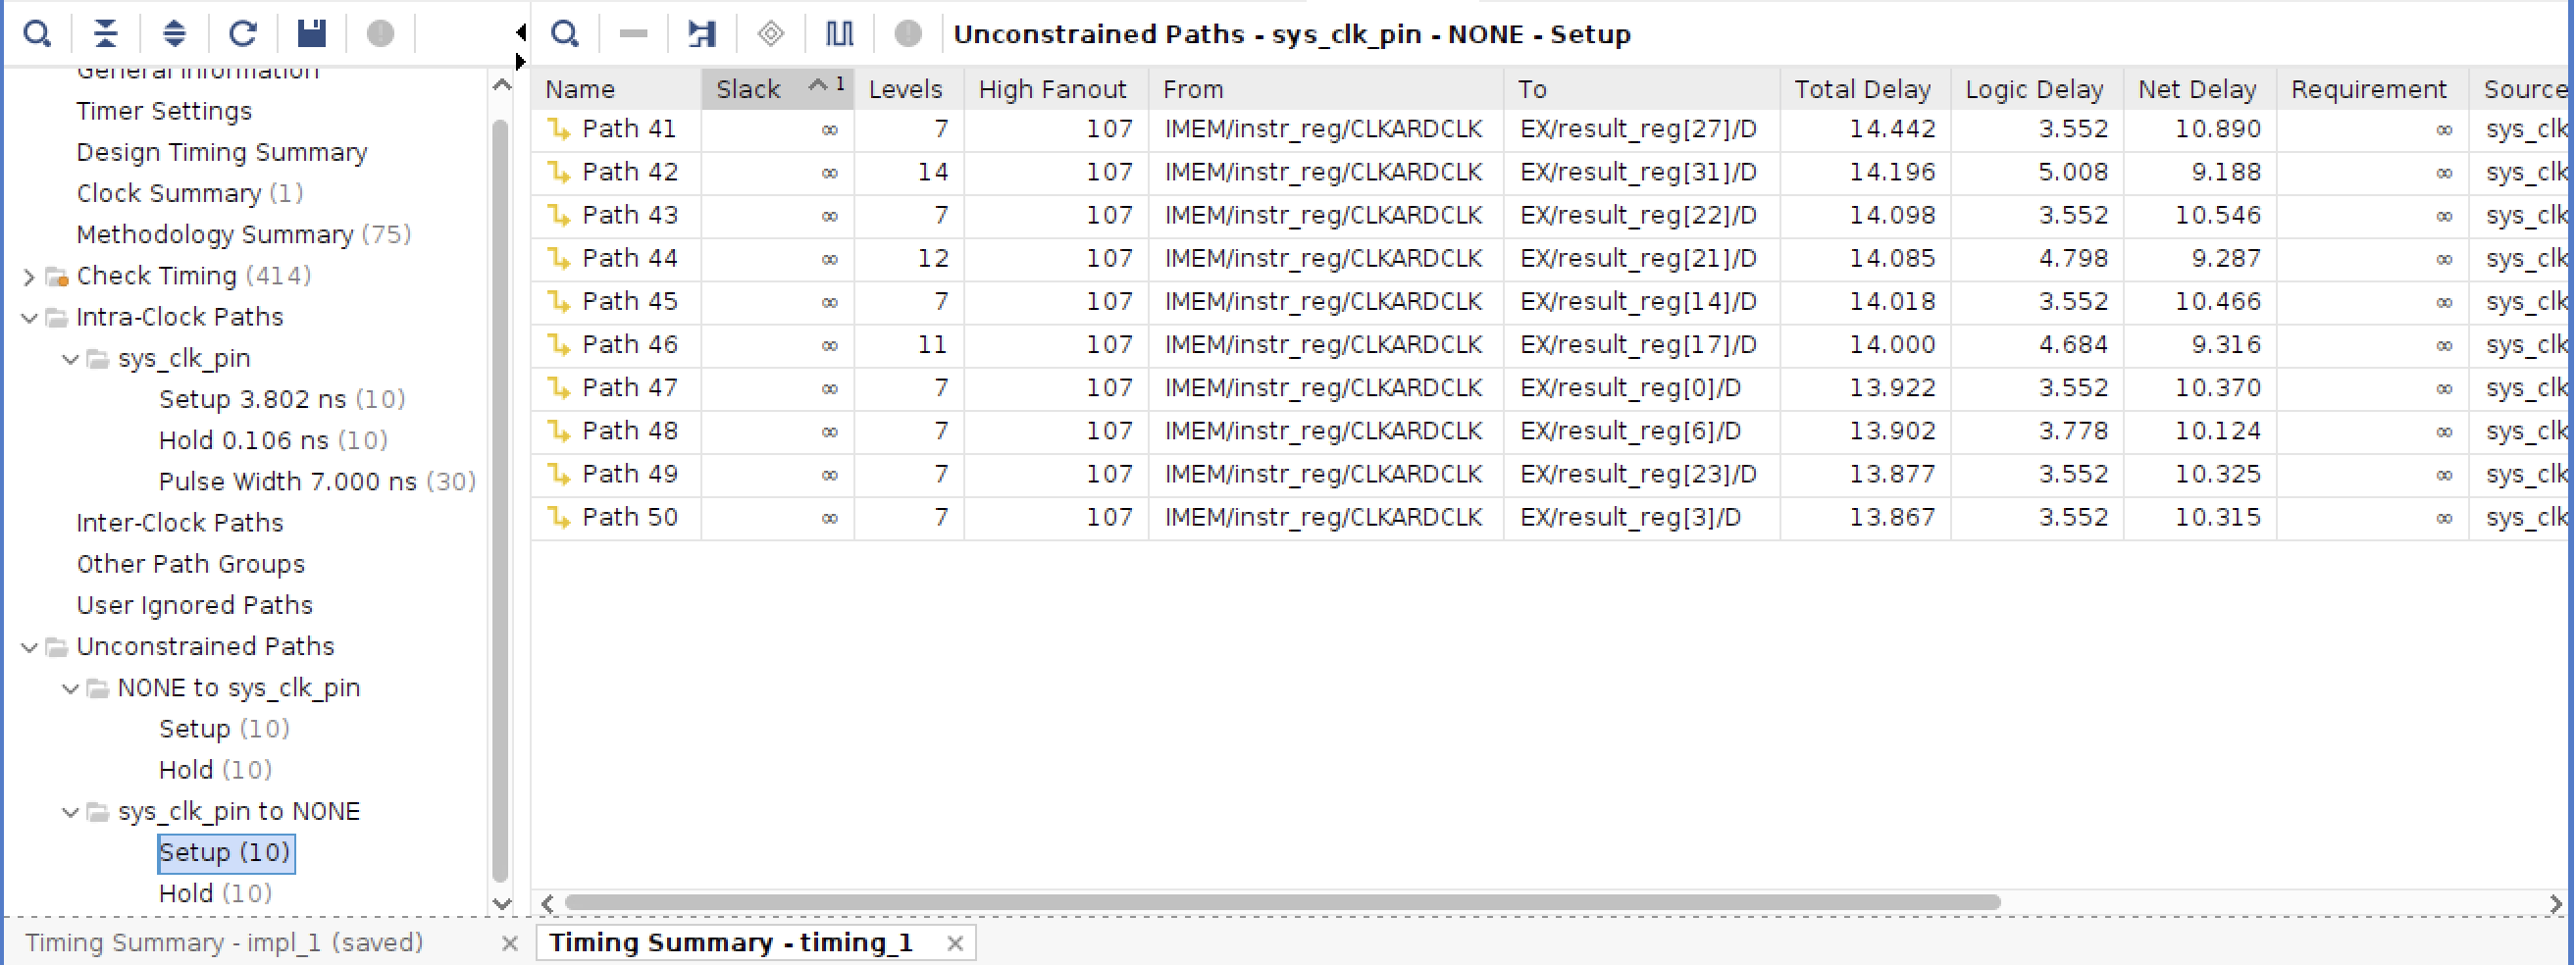 General Information
Timer Settings
Design Timing Summary
Clock Summary (1)
Methodology Summary (75)
Check Timing (414)
Intra-Clock Paths
sys_clk_pin
Setup 3.802 ns (10)
Hold 0.106 ns (10)
Pulse Width 7.000 ns (30)
Inter-Clock Paths
Other Path Groups
User Ignored Paths
Unconstrained Paths
NONE to sys_clk_pin
Setup (10)
Hold (10)
sys_clk_pin to NONE
Setup (10)
Hold (10)
Unconstrained Paths - sys_clk_pin - NONE - Setup
Name Slack 1 Levels High Fanout From To Total Delay Logic Delay Net Delay Requirement Source
Path 41 ∞ 7 107 IMEM/instr_reg/CLKARDCLK EX/result_reg[27]/D 14.442 3.552 10.890 ∞ sys_clk
Path 42 ∞ 14 107 IMEM/instr_reg/CLKARDCLK EX/result_reg[31]/D 14.196 5.008 9.188 ∞ sys_clk
Path 43 ∞ 7 107 IMEM/instr_reg/CLKARDCLK EX/result_reg[22]/D 14.098 3.552 10.546 ∞ sys_clk
Path 44 ∞ 12 107 IMEM/instr_reg/CLKARDCLK EX/result_reg[21]/D 14.085 4.798 9.287 ∞ sys_clk
Path 45 ∞ 7 107 IMEM/instr_reg/CLKARDCLK EX/result_reg[14]/D 14.018 3.552 10.466 ∞ sys_clk
Path 46 ∞ 11 107 IMEM/instr_reg/CLKARDCLK EX/result_reg[17]/D 14.000 4.684 9.316 ∞ sys_clk
Path 47 ∞ 7 107 IMEM/instr_reg/CLKARDCLK EX/result_reg[0]/D 13.922 3.552 10.370 ∞ sys_clk
Path 48 ∞ 7 107 IMEM/instr_reg/CLKARDCLK EX/result_reg[6]/D 13.902 3.778 10.124 ∞ sys_clk
Path 49 ∞ 7 107 IMEM/instr_reg/CLKARDCLK EX/result_reg[23]/D 13.877 3.552 10.325 ∞ sys_clk
Path 50 ∞ 7 107 IMEM/instr_reg/CLKARDCLK EX/result_reg[3]/D 13.867 3.552 10.315 ∞ sys_clk
Timing Summary - impl_1 (saved)
Timing Summary - timing_1